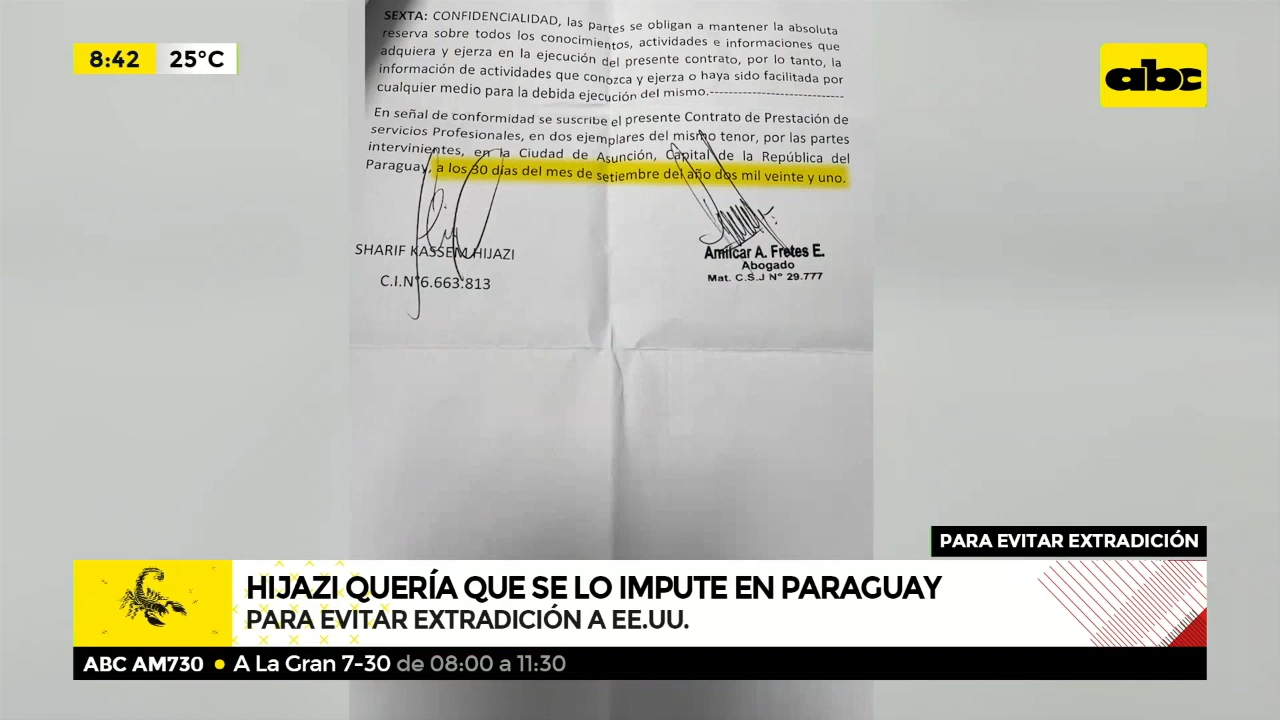 8:42 25°C
abc
SEXTA: CONFIDENCIALIDAD, las partes se obligan a mantener la absoluta
reserva sobre todos los conocimientos, actividades e informaciones que
adquiera y ejerza en la ejecución del presente contrato, por lo tanto, la
información de actividades que conozca y ejerza o haya sido facilitada por
cualquier medio para la debida ejecución del mismo.-----------------------------
En señal de conformidad se suscribe el presente Contrato de Prestación de
servicios Profesionales, en dos ejemplares del mismo tenor, por las partes
intervinientes, en la Ciudad de Asunción, Capital de la República del
Paraguay, a los 30 días del mes de setiembre del año dos mil veinte y uno.
SHARIF KASSEM HIJAZI
C.I.Nº6.663.813
Amilcar A. Fretes E.
Abogado
Mat. C.S.J Nº 29.777
PARA EVITAR EXTRADICIÓN
HIJAZI QUERÍA QUE SE LO IMPUTE EN PARAGUAY
PARA EVITAR EXTRADICIÓN A EE.UU.
ABC AM730 • A La Gran 7-30 de 08:00 a 11:30